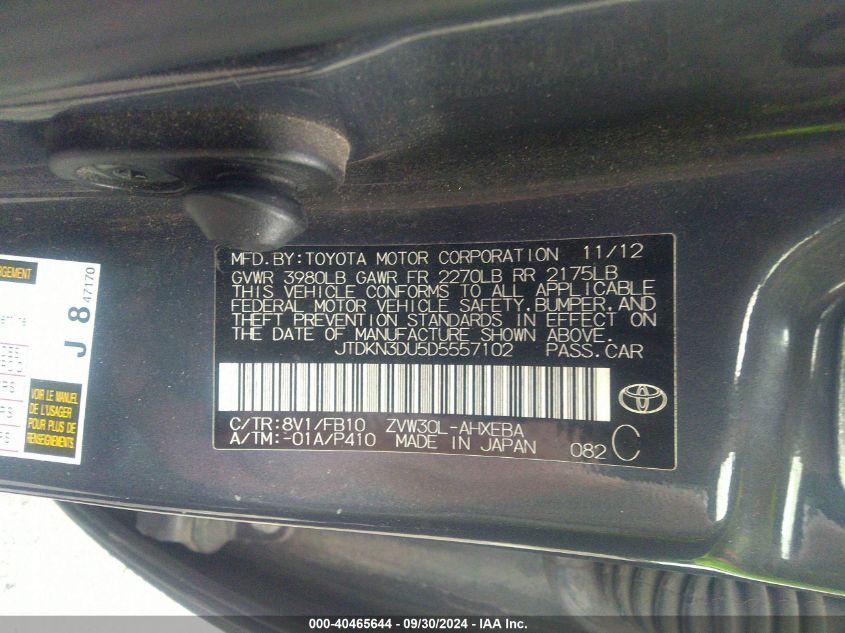 MFD.BY:TOYOTA MOTOR CORPORATION 11/12
GVWR 3980LB GAWR FR 2270LB RR 2175LB
THIS VEHICLE CONFORMS TO ALL APPLICABLE
FEDERAL MOTOR VEHICLE SAFETY,BUMPER,AND
THEFT PREVENTION STANDARDS IN EFFECT ON
THE DATE OF MANUFACTURE SHOWN ABOVE.
JTDKN3DU5D5557102 PASS.CAR
C/TR:8V1/FB10 ZVW30L-AHXEBA
A/TM:-01A/P410 MADE IN JAPAN 082 C
J 8 47170
VOIR LE MANUEL
DE L'USAGER
POUR PLUS DE
RENSEIGNEMENTS.
000-40465644 - 09/30/2024 - IAA Inc.